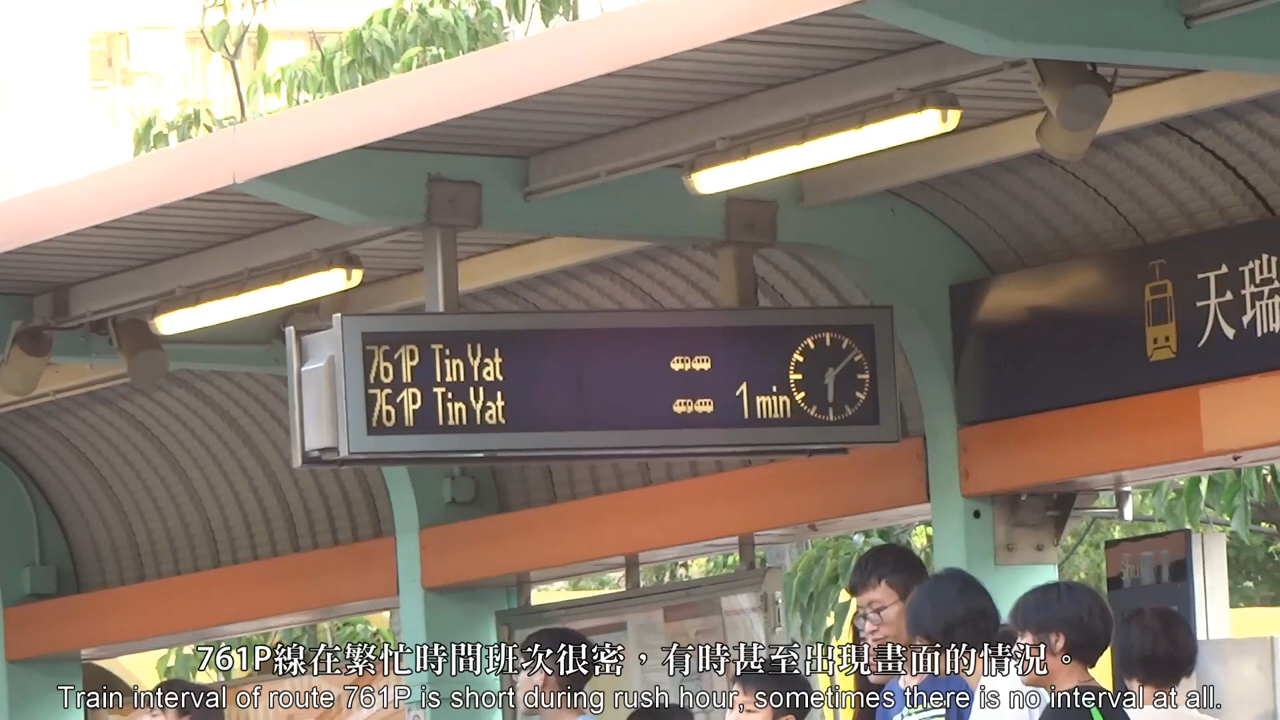 761P Tin Yat
761P Tin Yat 1 min
天瑞
761P線在繁忙時間班次很密，有時甚至出現畫面的情況。
Train interval of route 761P is short during rush hour, sometimes there is no interval at all.